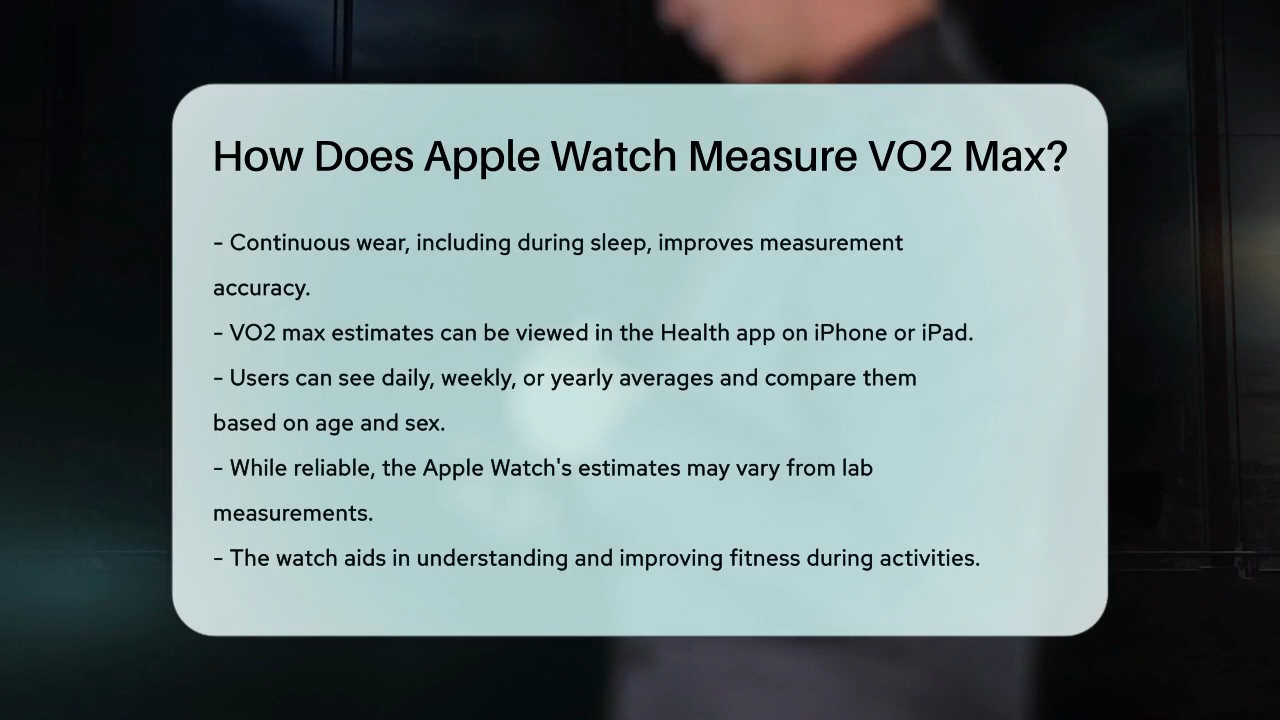 How Does Apple Watch Measure VO2 Max?
- Continuous wear, including during sleep, improves measurement
accuracy.
- VO2 max estimates can be viewed in the Health app on iPhone or iPad.
- Users can see daily, weekly, or yearly averages and compare them
based on age and sex.
- While reliable, the Apple Watch's estimates may vary from lab
measurements.
- The watch aids in understanding and improving fitness during activities.